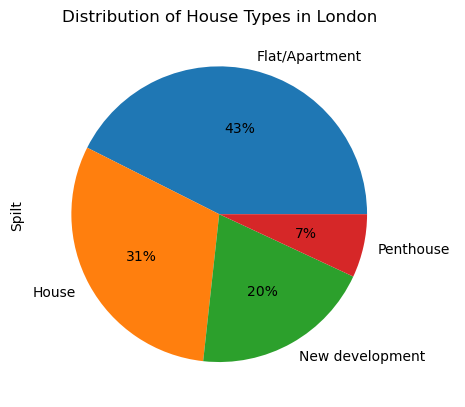 Distribution of House Types in London
Flat/Apartment
43%
Spilt
31%
7%
Penthouse
House
20%
New development